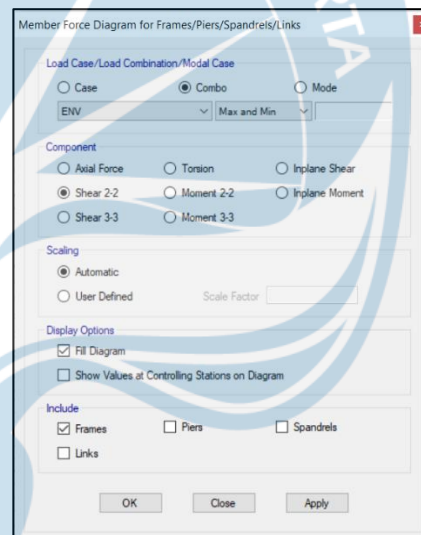 Member Force Diagram for Frames/Piers/Spandrels/Links
Load Case/Load Combination/Modal Case
Case Combo Mode
ENV Max and Min
Component
Axial Force Torsion Inplane Shear
Shear 2-2 Moment 2-2 Inplane Moment
Shear 3-3 Moment 3-3
Scaling
Automatic
User Defined Scale Factor
Display Options
Fill Diagram
Show Values at Controlling Stations on Diagram
Include
Frames Piers Spandrels
Links
OK Close Apply